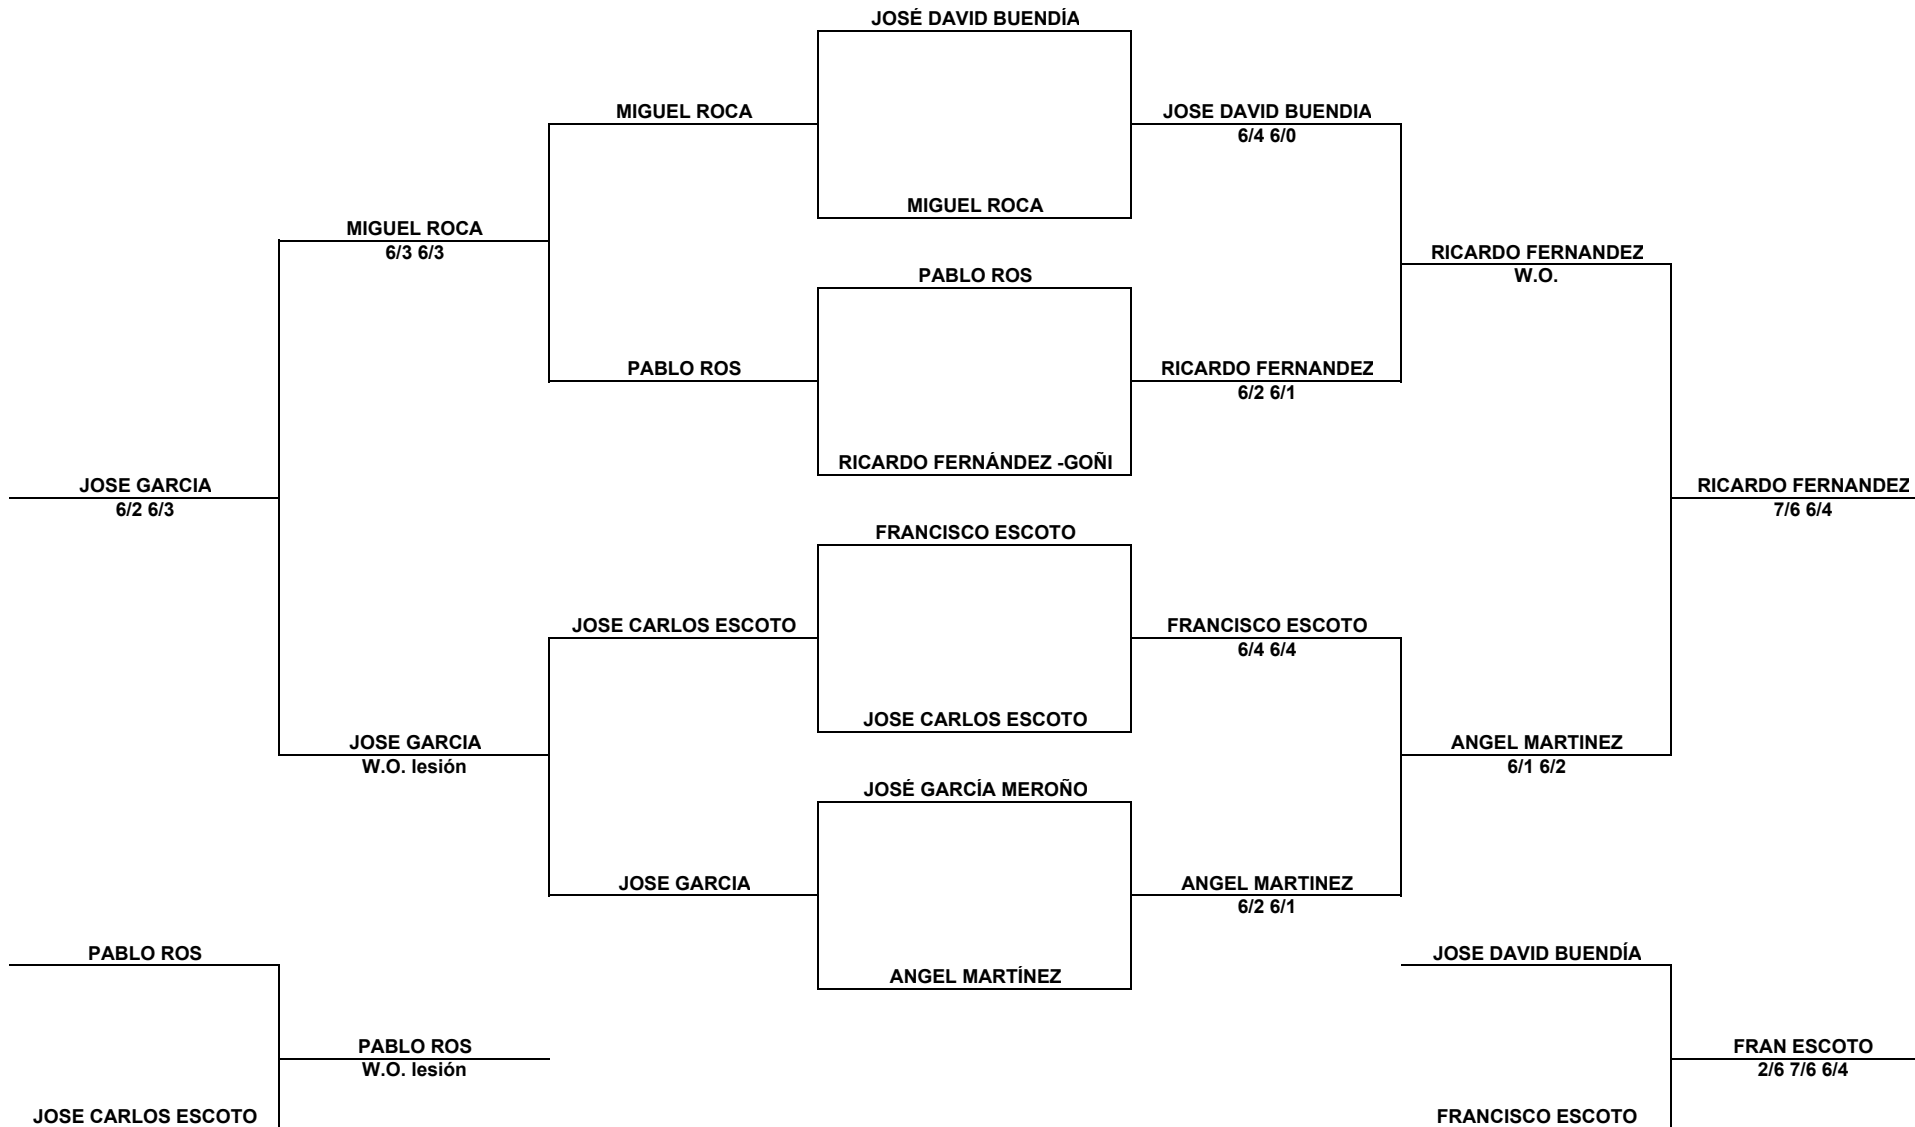 JOSÉ DAVID BUENDÍA
MIGUEL ROCA
JOSE DAVID BUENDIA
6/4 6/0
MIGUEL ROCA
MIGUEL ROCA
6/3 6/3
RICARDO FERNANDEZ
W.O.
PABLO ROS
PABLO ROS
RICARDO FERNANDEZ
6/2 6/1
RICARDO FERNÁNDEZ -GOÑI
JOSE GARCIA
6/2 6/3
RICARDO FERNANDEZ
7/6 6/4
FRANCISCO ESCOTO
JOSE CARLOS ESCOTO
FRANCISCO ESCOTO
6/4 6/4
JOSE CARLOS ESCOTO
JOSE GARCIA
W.O. lesión
ANGEL MARTINEZ
6/1 6/2
JOSÉ GARCÍA MEROÑO
JOSE GARCIA
ANGEL MARTINEZ
6/2 6/1
PABLO ROS
JOSE DAVID BUENDÍA
ANGEL MARTÍNEZ
PABLO ROS
W.O. lesión
FRAN ESCOTO
2/6 7/6 6/4
JOSE CARLOS ESCOTO
FRANCISCO ESCOTO